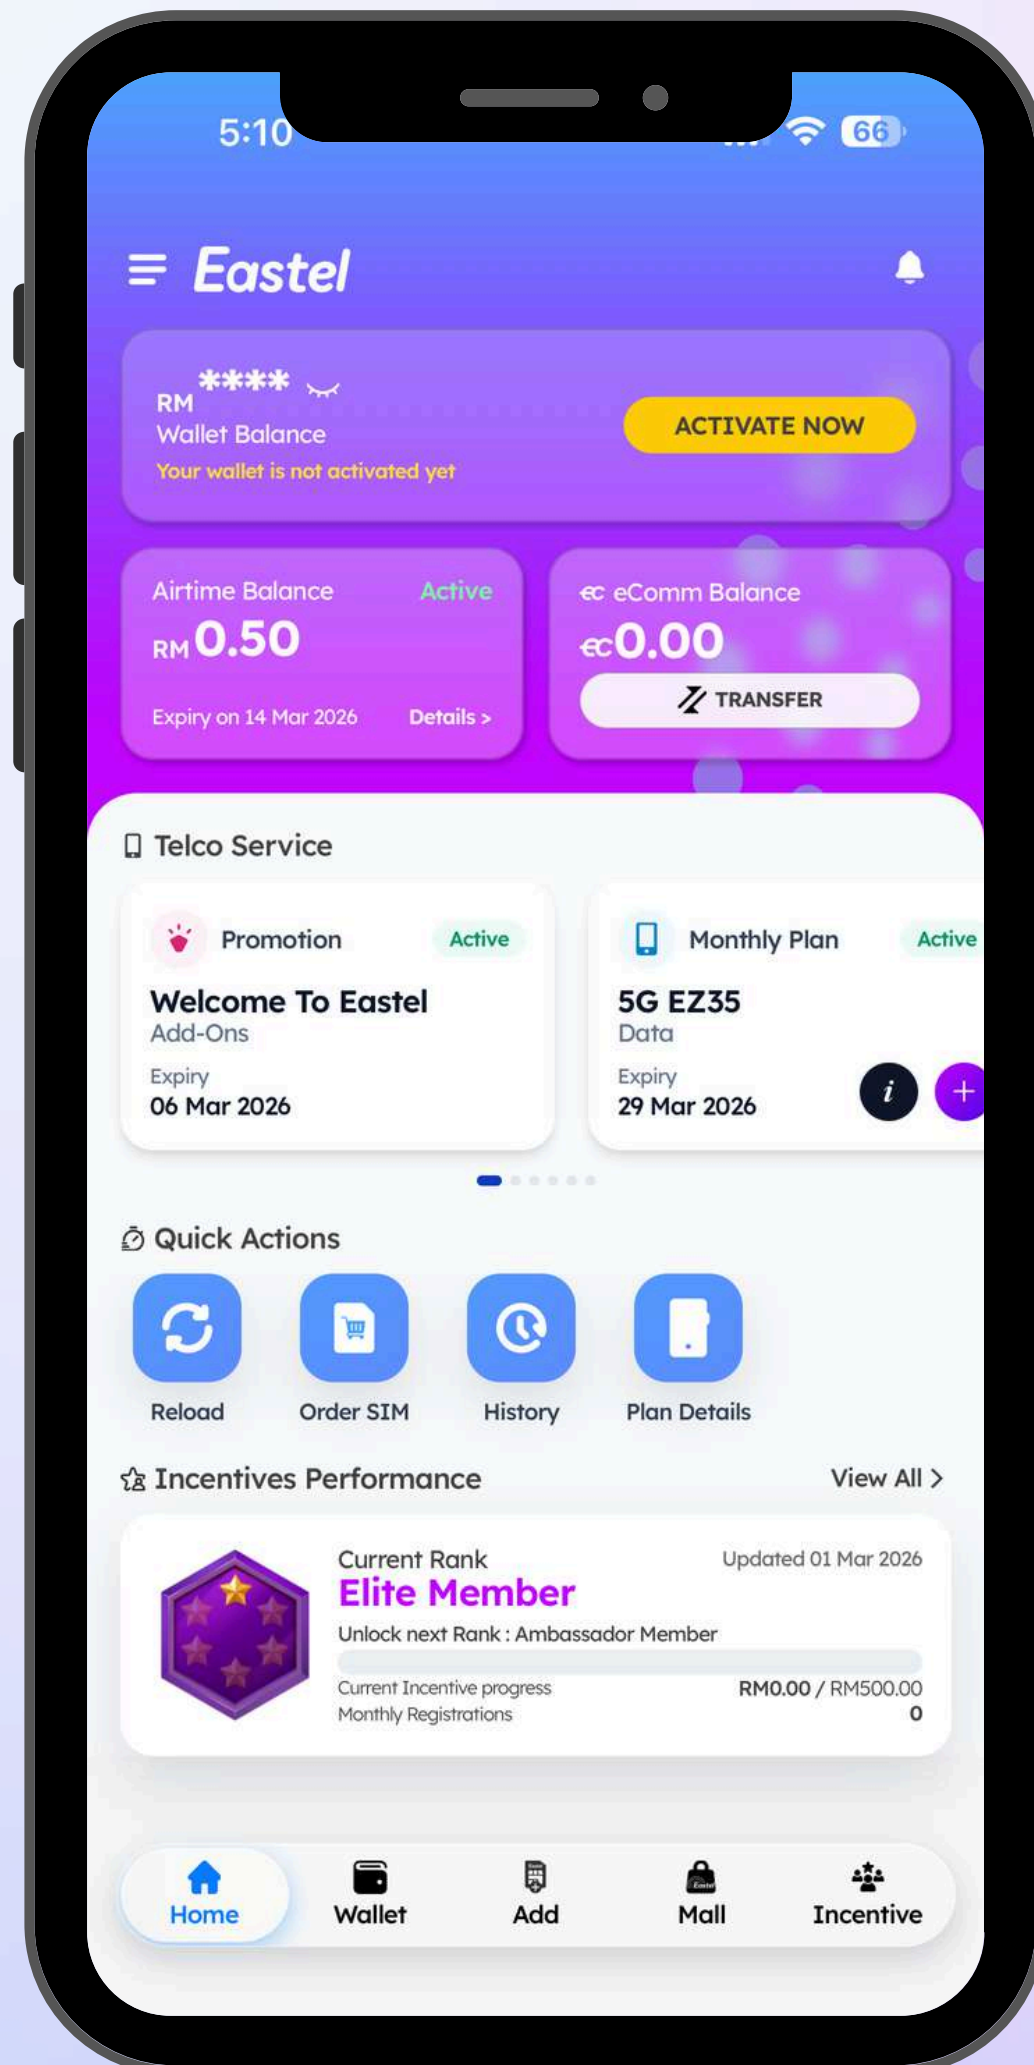 5:10
66
Eastel
RM ****
Wallet Balance
Your wallet is not activated yet
ACTIVATE NOW
Airtime Balance
Active
RM 0.50
Expiry on 14 Mar 2026
Details >
eComm Balance
0.00
TRANSFER
Telco Service
Promotion
Active
Welcome To Eastel
Add-Ons
Expiry
06 Mar 2026
Monthly Plan
Active
5G EZ35
Data
Expiry
29 Mar 2026
i
+
Quick Actions
Reload
Order SIM
History
Plan Details
Incentives Performance
View All >
Current Rank
Updated 01 Mar 2026
Elite Member
Unlock next Rank : Ambassador Member
Current Incentive progress
RM0.00 / RM500.00
Monthly Registrations
0
Home
Wallet
Add
Mall
Incentive